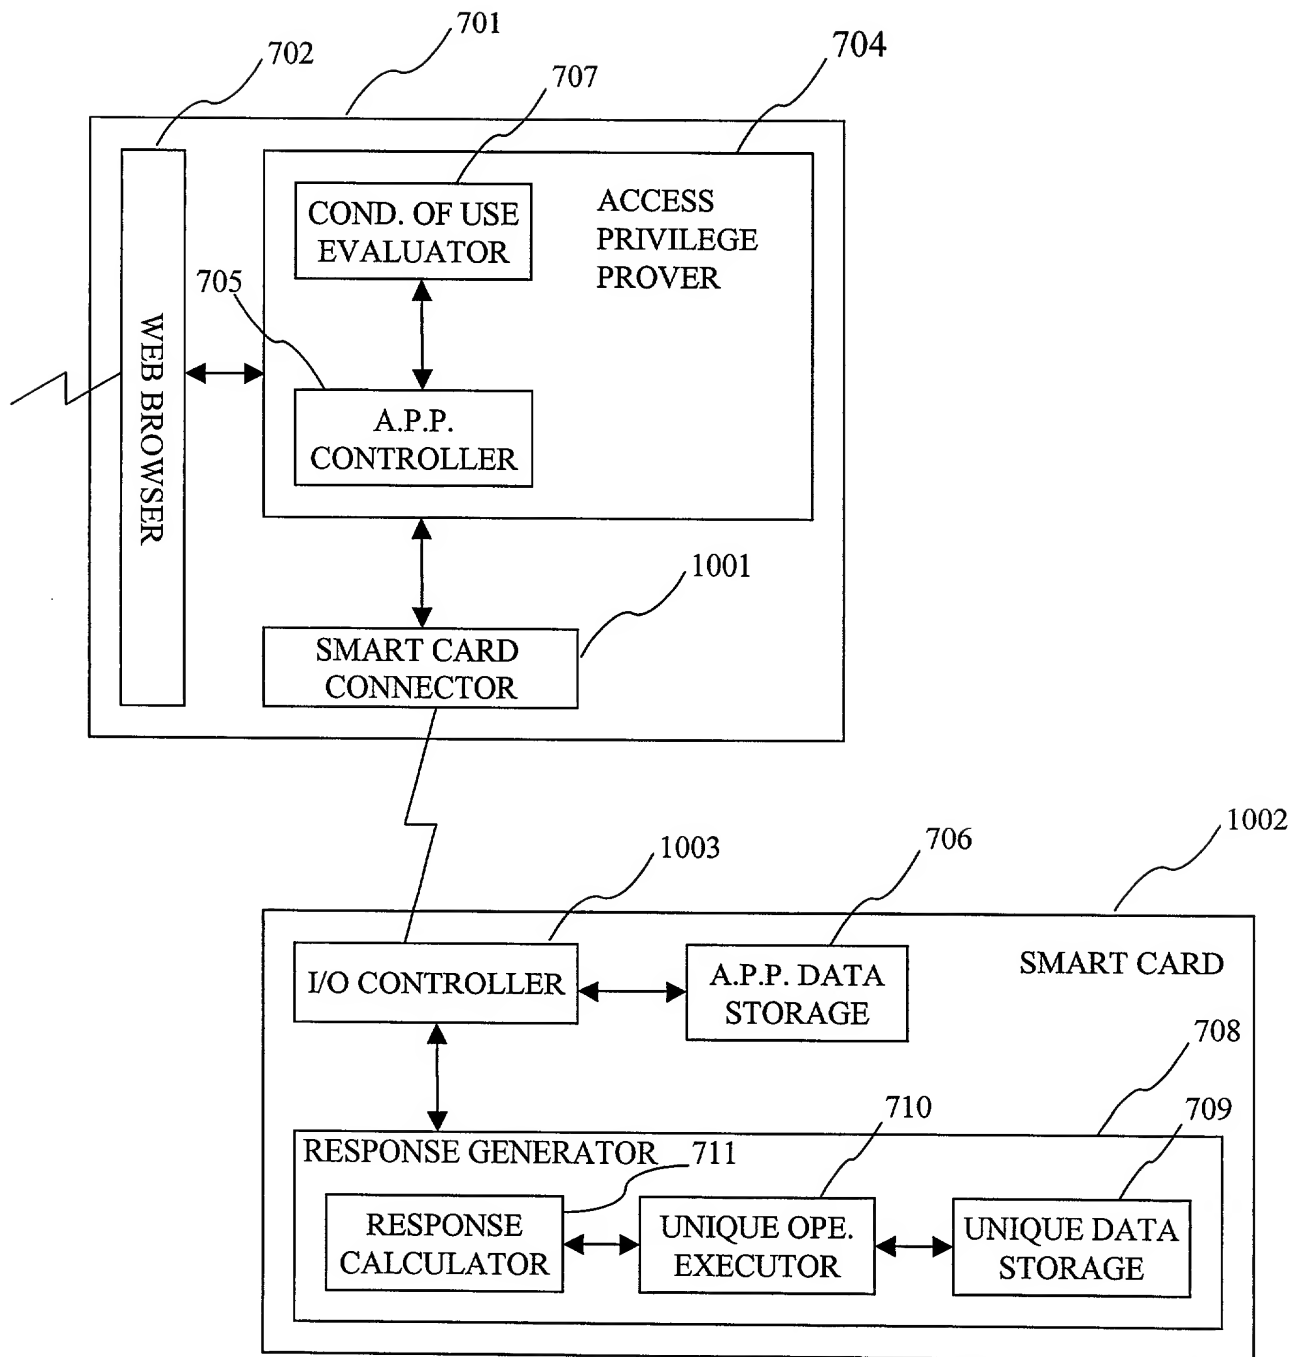 701
702
704
707
COND. OF USE
EVALUATOR
ACCESS
PRIVILEGE
PROVER
705
WEB BROWSER
A.P.P.
CONTROLLER
1001
SMART CARD
CONNECTOR
1002
1003
706
I/O CONTROLLER
A.P.P. DATA
STORAGE
SMART CARD
708
710
709
RESPONSE GENERATOR
711
RESPONSE
CALCULATOR
UNIQUE OPE.
EXECUTOR
UNIQUE DATA
STORAGE